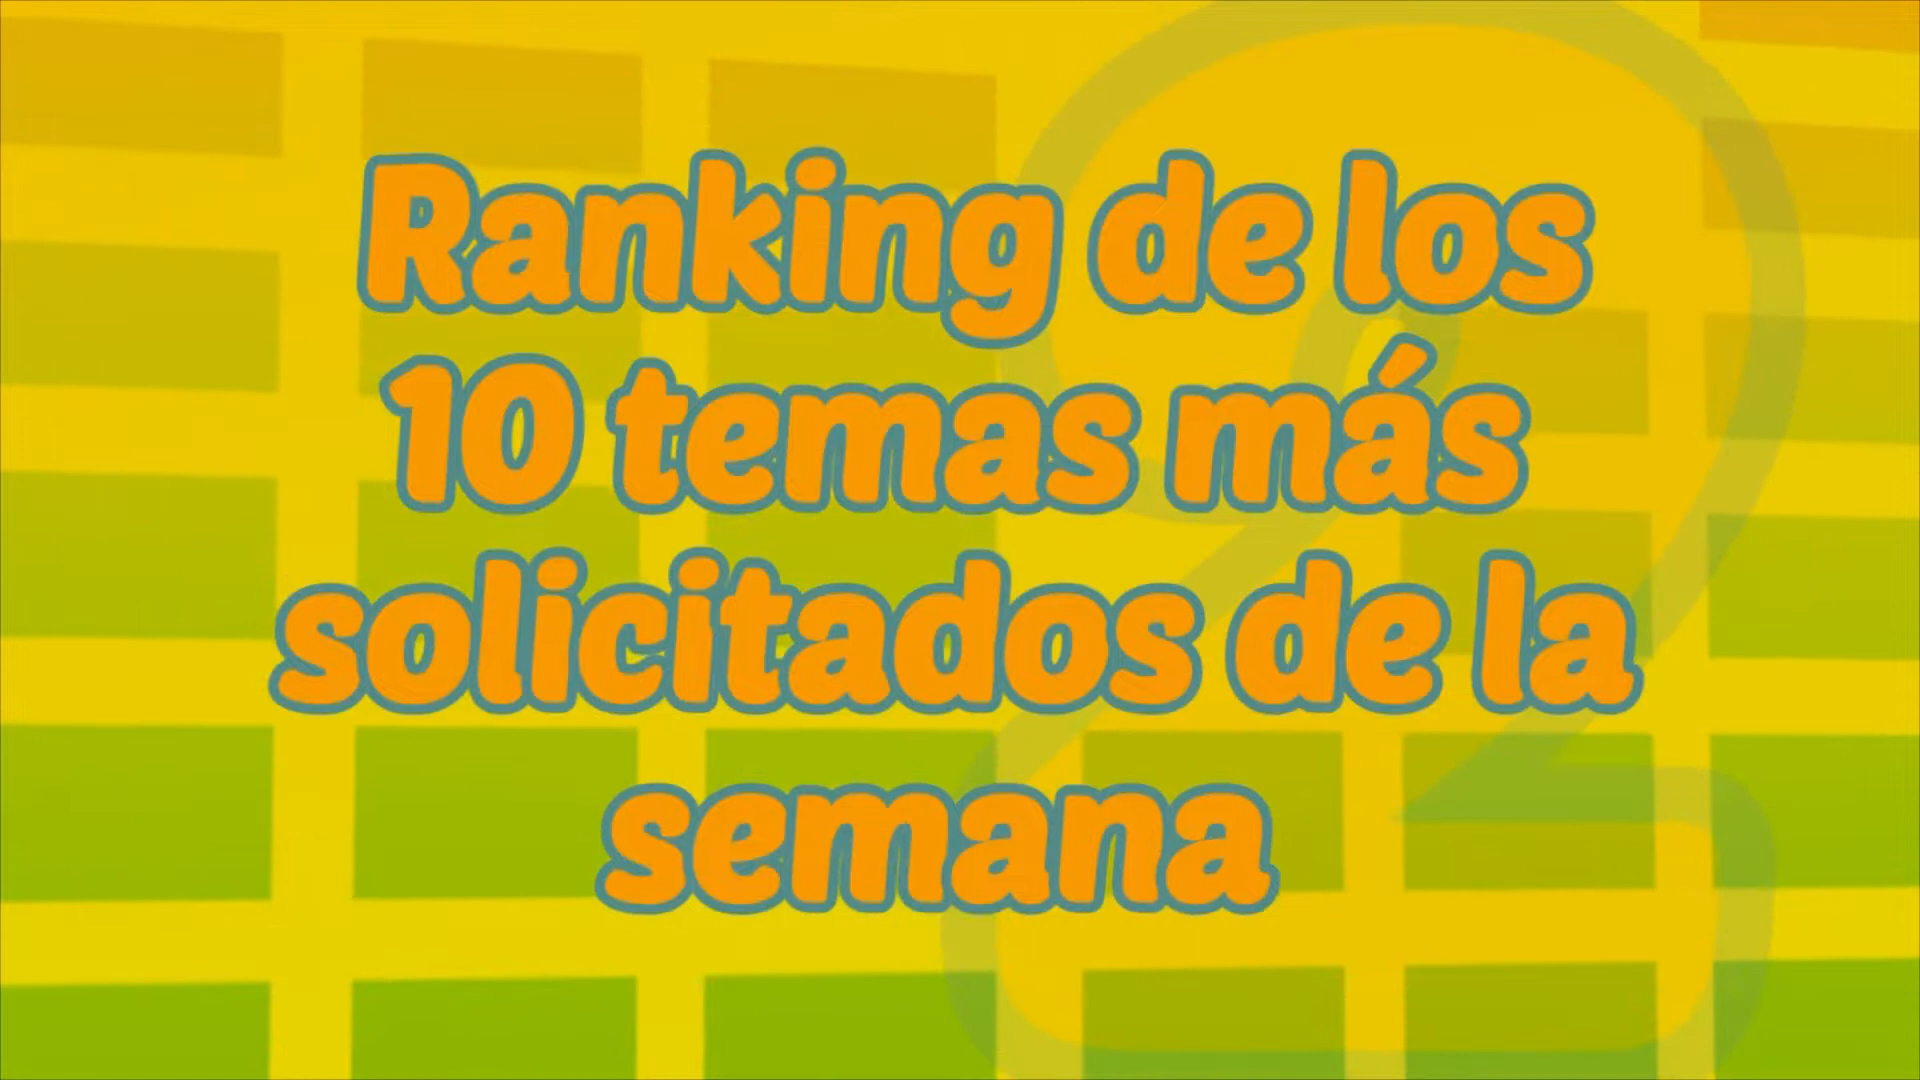 Ranking de los
10 temas más
solicitados de la
semana